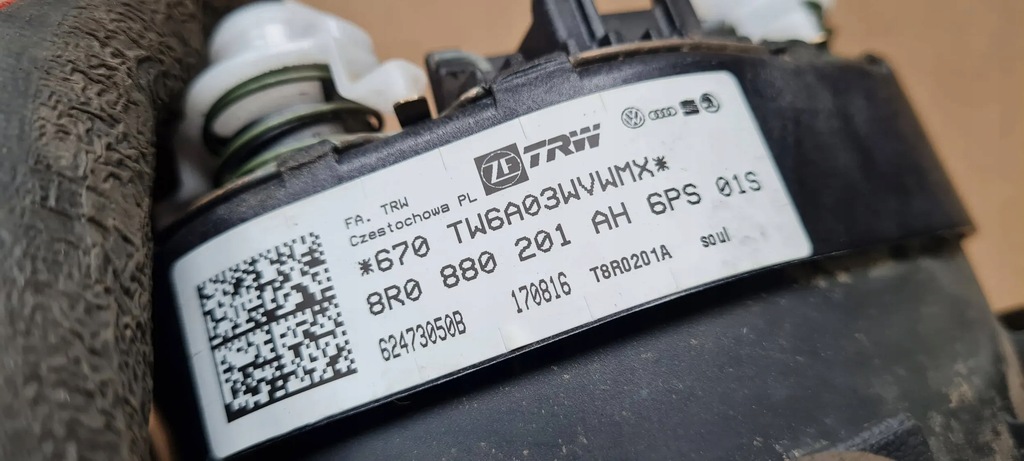 ZF TRW
FA. TRW
Czestochowa PL
*670 TW6A03WVWMX*
8R0 880 201 AH 6PS 01S
62473050B 170816 T8R0201A soul